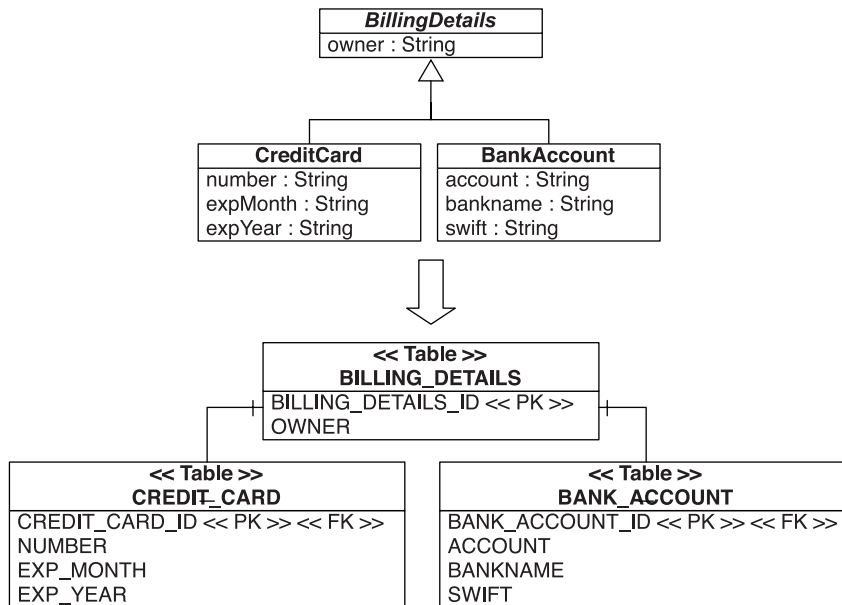 BillingDetails
owner : String
CreditCard
number : String
expMonth : String
expYear : String
BankAccount
account : String
bankname : String
swift : String
<< Table >>
BILLING_DETAILS
BILLING_DETAILS_ID << PK >>
OWNER
<< Table >>
CREDIT_CARD
CREDIT_CARD_ID << PK >> << FK >>
NUMBER
EXP_MONTH
EXP_YEAR
<< Table >>
BANK_ACCOUNT
BANK_ACCOUNT_ID << PK >> << FK >>
ACCOUNT
BANKNAME
SWIFT